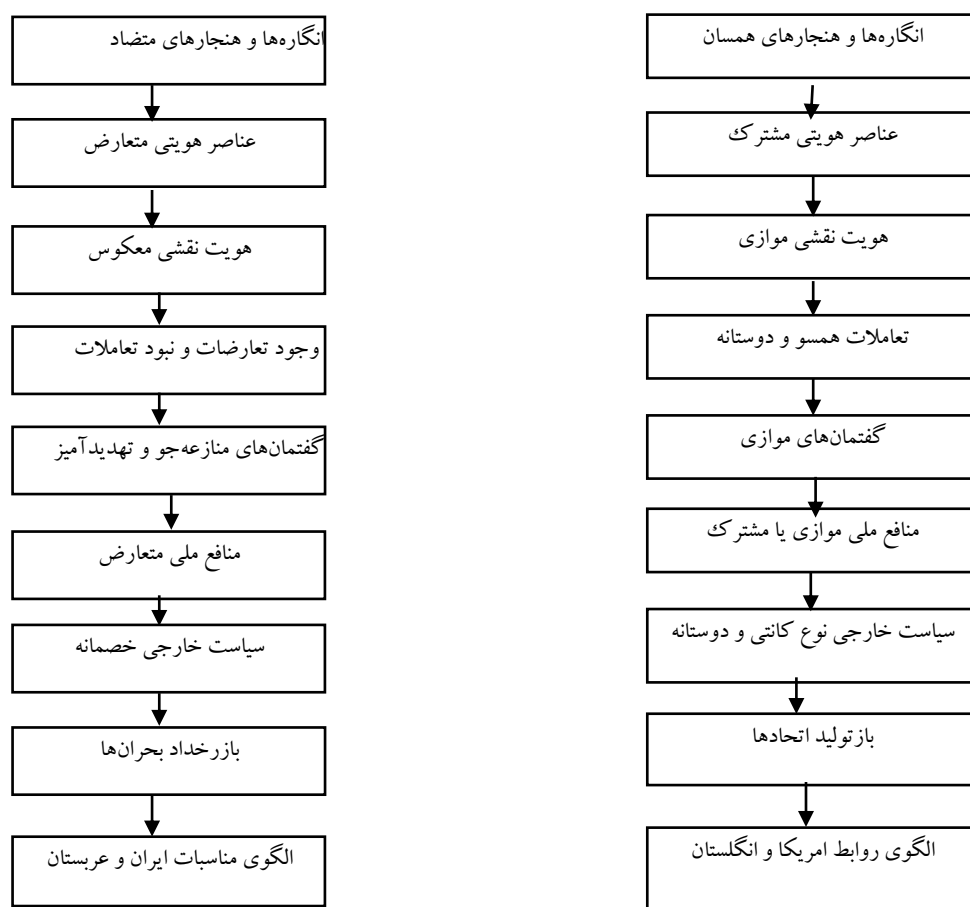 انگاره‌ها و هنجارهای همسان
عناصر هویتی مشترک
هویت نقشی موازی
تعاملات همسو و دوستانه
گفتمان‌های موازی
منافع ملی موازی یا مشترک
سیاست خارجی نوع کانتی و دوستانه
بازتولید اتحادها
الگوی روابط امریکا و انگلستان
انگاره‌ها و هنجارهای متضاد
عناصر هویتی متعارض
هویت نقشی معکوس
وجود تعارضات و نبود تعاملات
گفتمان‌های منازعه‌جو و تهدیدآمیز
منافع ملی متعارض
سیاست خارجی خصمانه
بازرخداد بحران‌ها
الگوی مناسبات ایران و عربستان